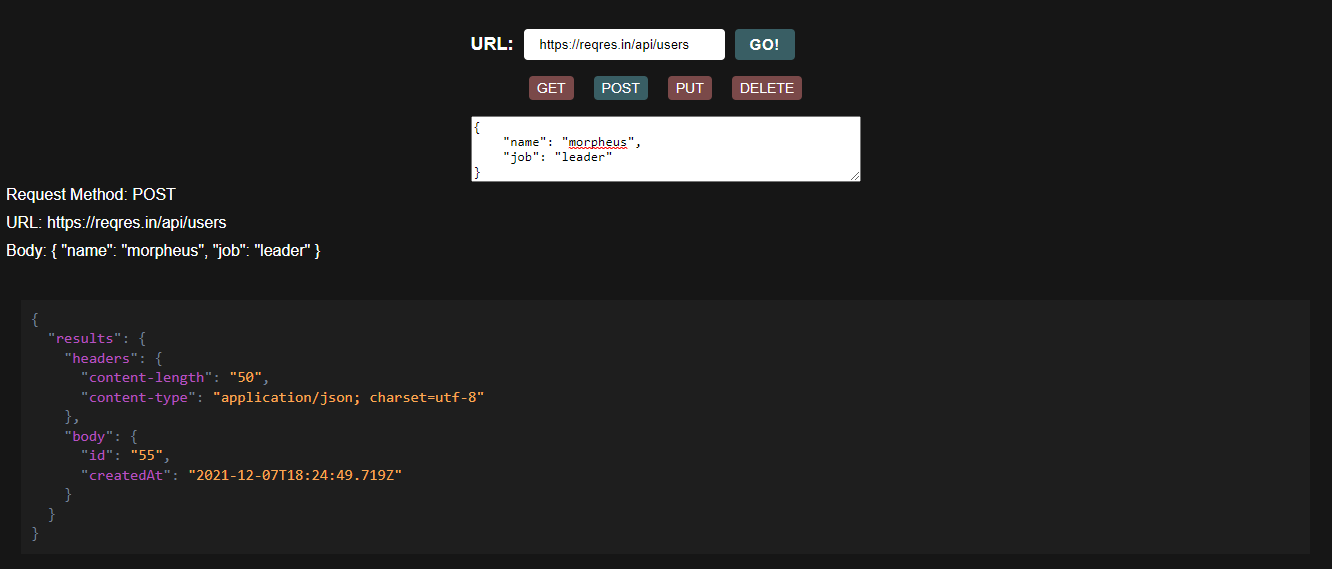 URL: https://reqres.in/api/users GO!
GET POST PUT DELETE
{
    "name": "morpheus",
    "job": "leader"
}
Request Method: POST
URL: https://reqres.in/api/users
Body: { "name": "morpheus", "job": "leader" }
{
  "results": {
    "headers": {
      "content-length": "50",
      "content-type": "application/json; charset=utf-8"
    },
    "body": {
      "id": "55",
      "createdAt": "2021-12-07T18:24:49.719Z"
    }
  }
}